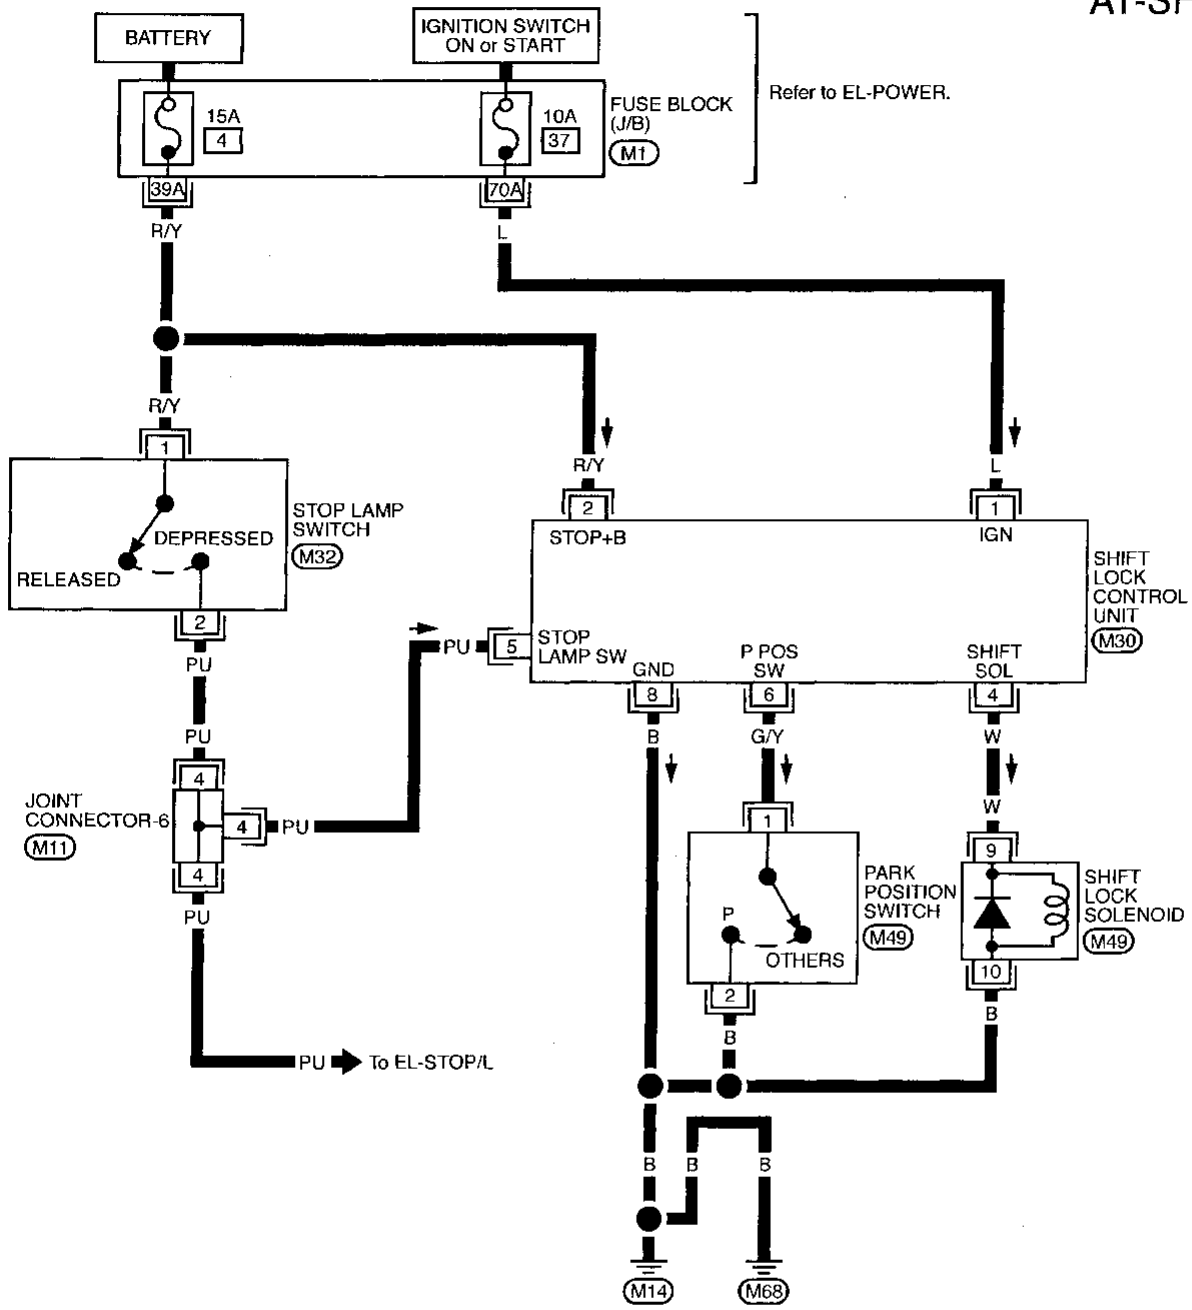 BATTERY
IGNITION SWITCH
ON or START
Refer to EL-POWER.
15A
4
10A
37
FUSE BLOCK
(J/B)
M1
39A
70A
R/Y
L
R/Y
1
R/Y
L
2
1
STOP LAMP
SWITCH
M32
DEPRESSED
RELEASED
2
STOP+B
IGN
SHIFT
LOCK
CONTROL
UNIT
M30
PU
5
STOP
LAMP SW
GND
P POS
SW
SHIFT
SOL
8
6
4
PU
PU
B
G/Y
W
4
JOINT
CONNECTOR-6
M11
4
PU
4
PU
W
1
9
PARK
POSITION
SWITCH
M49
P
OTHERS
2
SHIFT
LOCK
SOLENOID
M49
10
B
B
PU
To EL-STOP/L
B
B
B
M14
M68